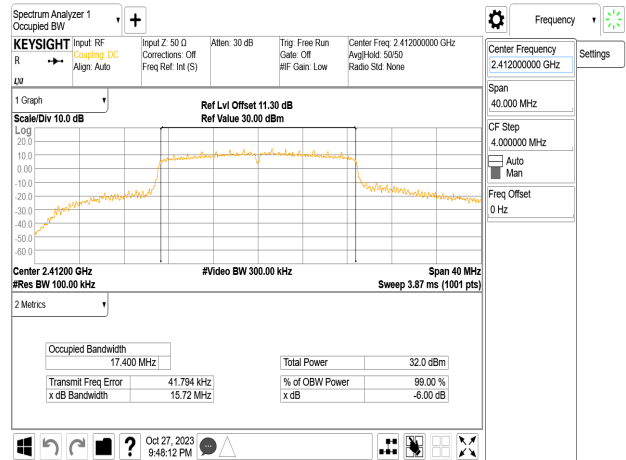 Spectrum Analyzer 1
Occupied BW
Frequency
KEYSIGHT
R
LXI
Input: RF
Coupling: DC
Align: Auto
Input Z: 50 Ω
Corrections: Off
Freq Ref: Int (S)
Atten: 30 dB
Trig: Free Run
Gate: Off
#IF Gain: Low
Center Freq: 2.412000000 GHz
Avg|Hold: 50/50
Radio Std: None
Center Frequency
2.412000000 GHz
Settings
Span
40.000 MHz
CF Step
4.000000 MHz
Auto
Man
Freq Offset
0 Hz
1 Graph
Scale/Div 10.0 dB
Ref Lvl Offset 11.30 dB
Ref Value 30.00 dBm
Log
20.0
10.0
0.00
-10.0
-20.0
-30.0
-40.0
-50.0
-60.0
Center 2.41200 GHz
#Video BW 300.00 kHz
Span 40 MHz
#Res BW 100.00 kHz
Sweep 3.87 ms (1001 pts)
2 Metrics
Occupied Bandwidth
17.400 MHz
Total Power 32.0 dBm
Transmit Freq Error 41.794 kHz
% of OBW Power 99.00 %
x dB Bandwidth 15.72 MHz
x dB -6.00 dB
?
Oct 27, 2023
9:48:12 PM